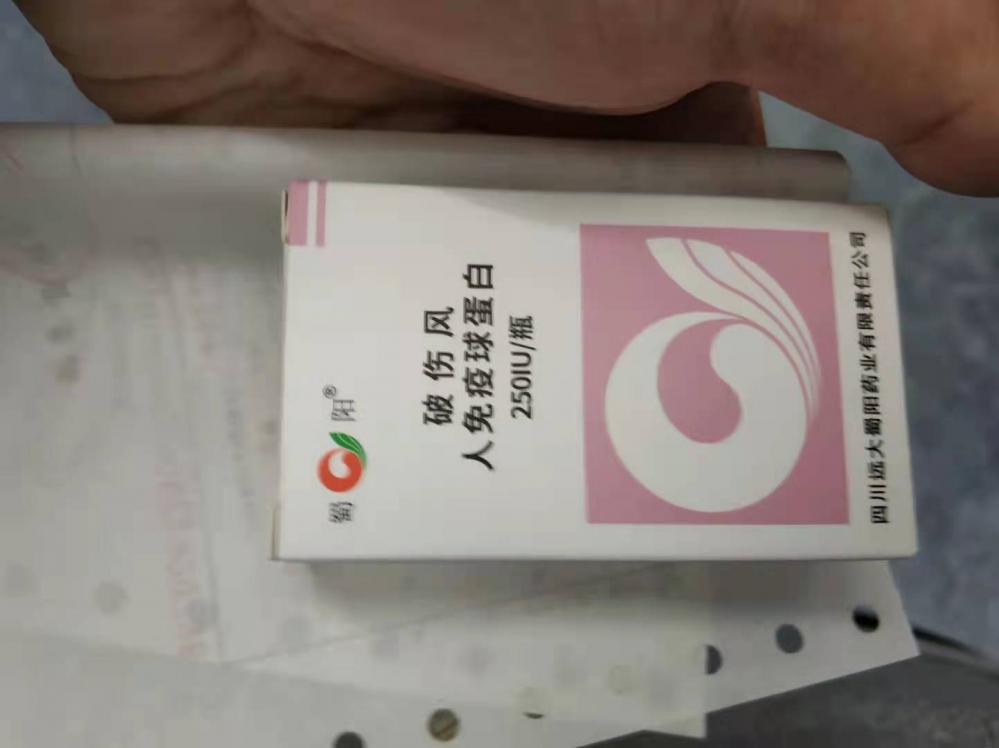 蜀阳®
破伤风
人免疫球蛋白
250IU/瓶
四川远大蜀阳药业有限责任公司